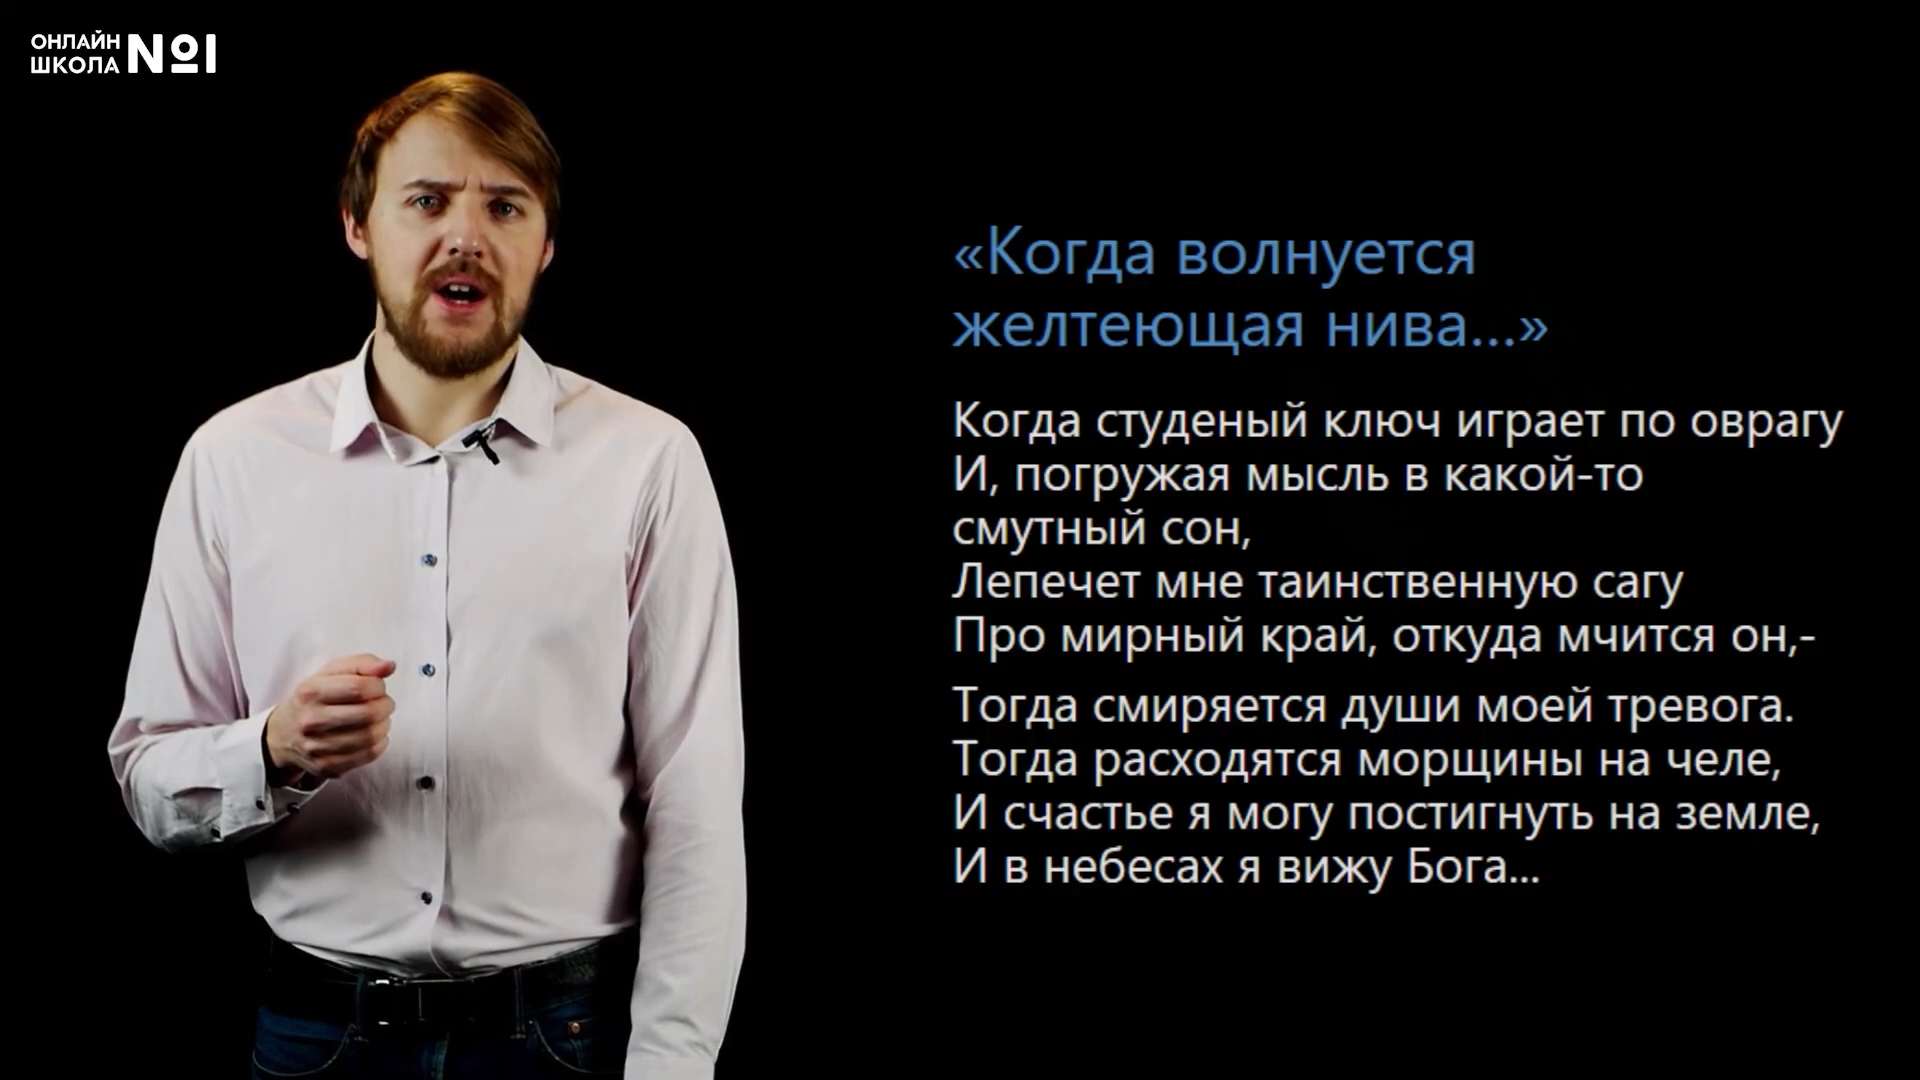 ОНЛАЙН
ШКОЛА №1
«Когда волнуется
желтеющая нива...»
Когда студеный ключ играет по оврагу
И, погружая мысль в какой-то
смутный сон,
Лепечет мне таинственную сагу
Про мирный край, откуда мчится он,-
Тогда смиряется души моей тревога.
Тогда расходятся морщины на челе,
И счастье я могу постигнуть на земле,
И в небесах я вижу Бога...